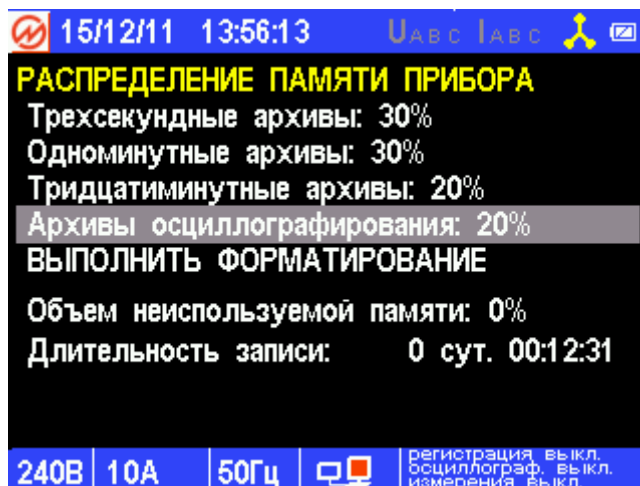 15/12/11 13:56:13 UABC IABC
РАСПРЕДЕЛЕНИЕ ПАМЯТИ ПРИБОРА
Трехсекундные архивы: 30%
Одноминутные архивы: 30%
Тридцатиминутные архивы: 20%
Архивы осциллографирования: 20%
ВЫПОЛНИТЬ ФОРМАТИРОВАНИЕ
Объем неиспользуемой памяти: 0%
Длительность записи: 0 сут. 00:12:31
240В 10А 50Гц
регистрация выкл.
осциллограф. выкл.
измерения выкл.